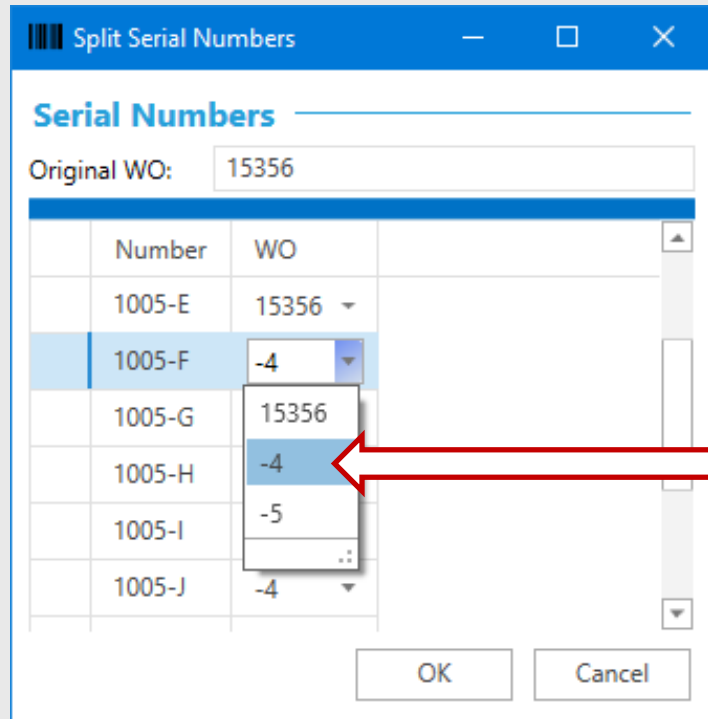 Split Serial Numbers
Serial Numbers
Original WO: 15356
Number WO
1005-E 15356
1005-F -4
1005-G 15356
1005-H -4
1005-I -5
1005-J -4
OK Cancel